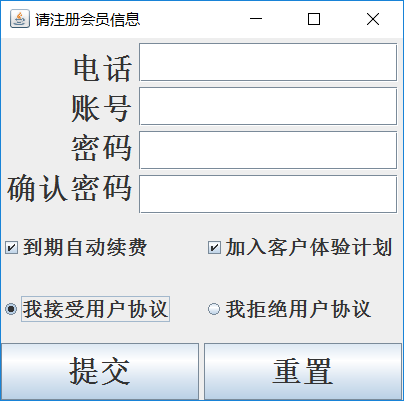 请注册会员信息
电话
账号
密码
确认密码
到期自动续费 加入客户体验计划
我接受用户协议 我拒绝用户协议
提交 重置